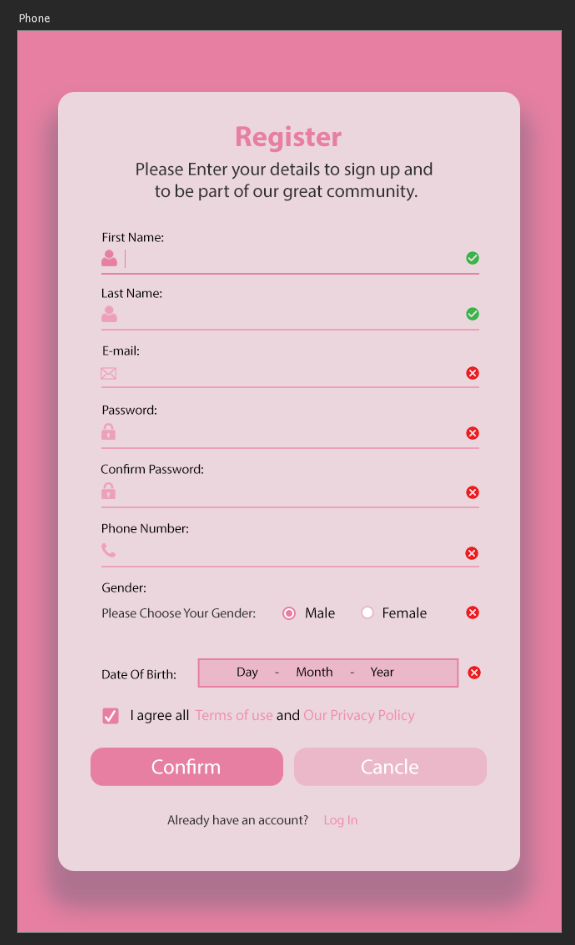 Phone
Register
Please Enter your details to sign up and
to be part of our great community.
First Name:
Last Name:
E-mail:
Password:
Confirm Password:
Phone Number:
Gender:
Please Choose Your Gender: Male Female
Date Of Birth: Day - Month - Year
I agree all Terms of use and Our Privacy Policy
Confirm Cancle
Already have an account? Log In